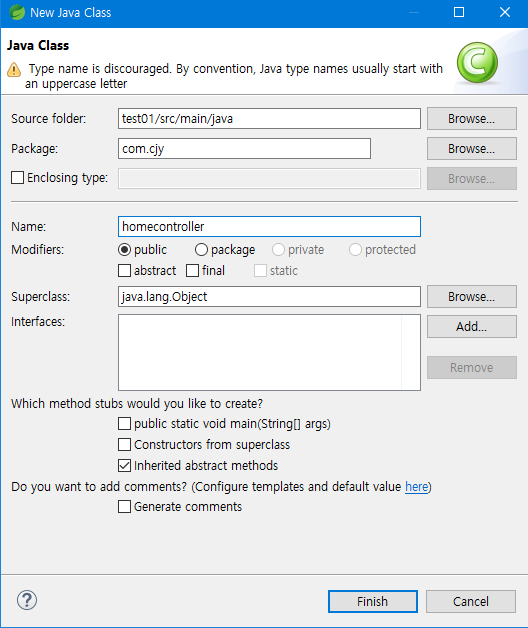 New Java Class
Java Class
Type name is discouraged. By convention, Java type names usually start with
an uppercase letter
Source folder: test01/src/main/java Browse...
Package: com.cjy Browse...
Enclosing type: Browse...
Name: homecontroller
Modifiers: public package private protected
abstract final static
Superclass: java.lang.Object Browse...
Interfaces: Add...
Remove
Which method stubs would you like to create?
public static void main(String[] args)
Constructors from superclass
Inherited abstract methods
Do you want to add comments? (Configure templates and default value here)
Generate comments
? Finish Cancel